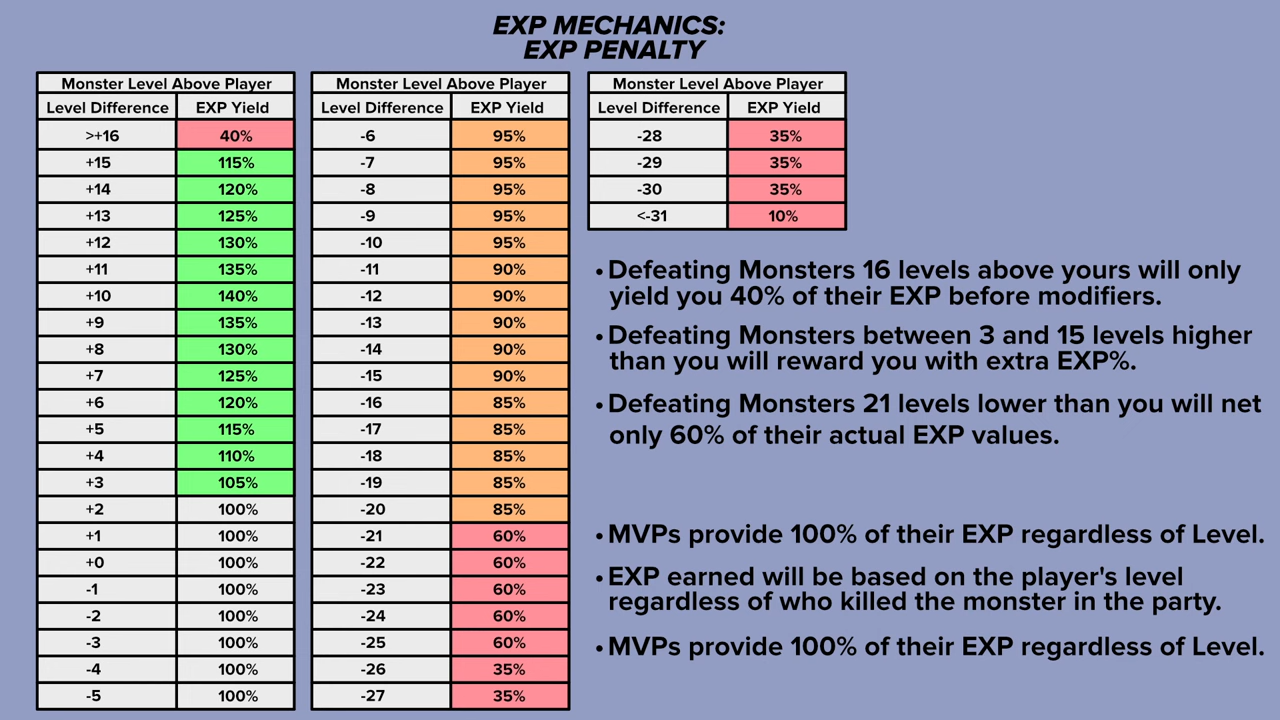 EXP MECHANICS:
EXP PENALTY
Monster Level Above Player
Level Difference EXP Yield
>+16 40%
+15 115%
+14 120%
+13 125%
+12 130%
+11 135%
+10 140%
+9 135%
+8 130%
+7 125%
+6 120%
+5 115%
+4 110%
+3 105%
+2 100%
+1 100%
+0 100%
-1 100%
-2 100%
-3 100%
-4 100%
-5 100%
Monster Level Above Player
Level Difference EXP Yield
-6 95%
-7 95%
-8 95%
-9 95%
-10 95%
-11 90%
-12 90%
-13 90%
-14 90%
-15 90%
-16 85%
-17 85%
-18 85%
-19 85%
-20 85%
-21 60%
-22 60%
-23 60%
-24 60%
-25 60%
-26 35%
-27 35%
Monster Level Above Player
Level Difference EXP Yield
-28 35%
-29 35%
-30 35%
<-31 10%
• Defeating Monsters 16 levels above yours will only
yield you 40% of their EXP before modifiers.
• Defeating Monsters between 3 and 15 levels higher
than you will reward you with extra EXP%.
• Defeating Monsters 21 levels lower than you will net
only 60% of their actual EXP values.
• MVPs provide 100% of their EXP regardless of Level.
• EXP earned will be based on the player's level
regardless of who killed the monster in the party.
• MVPs provide 100% of their EXP regardless of Level.